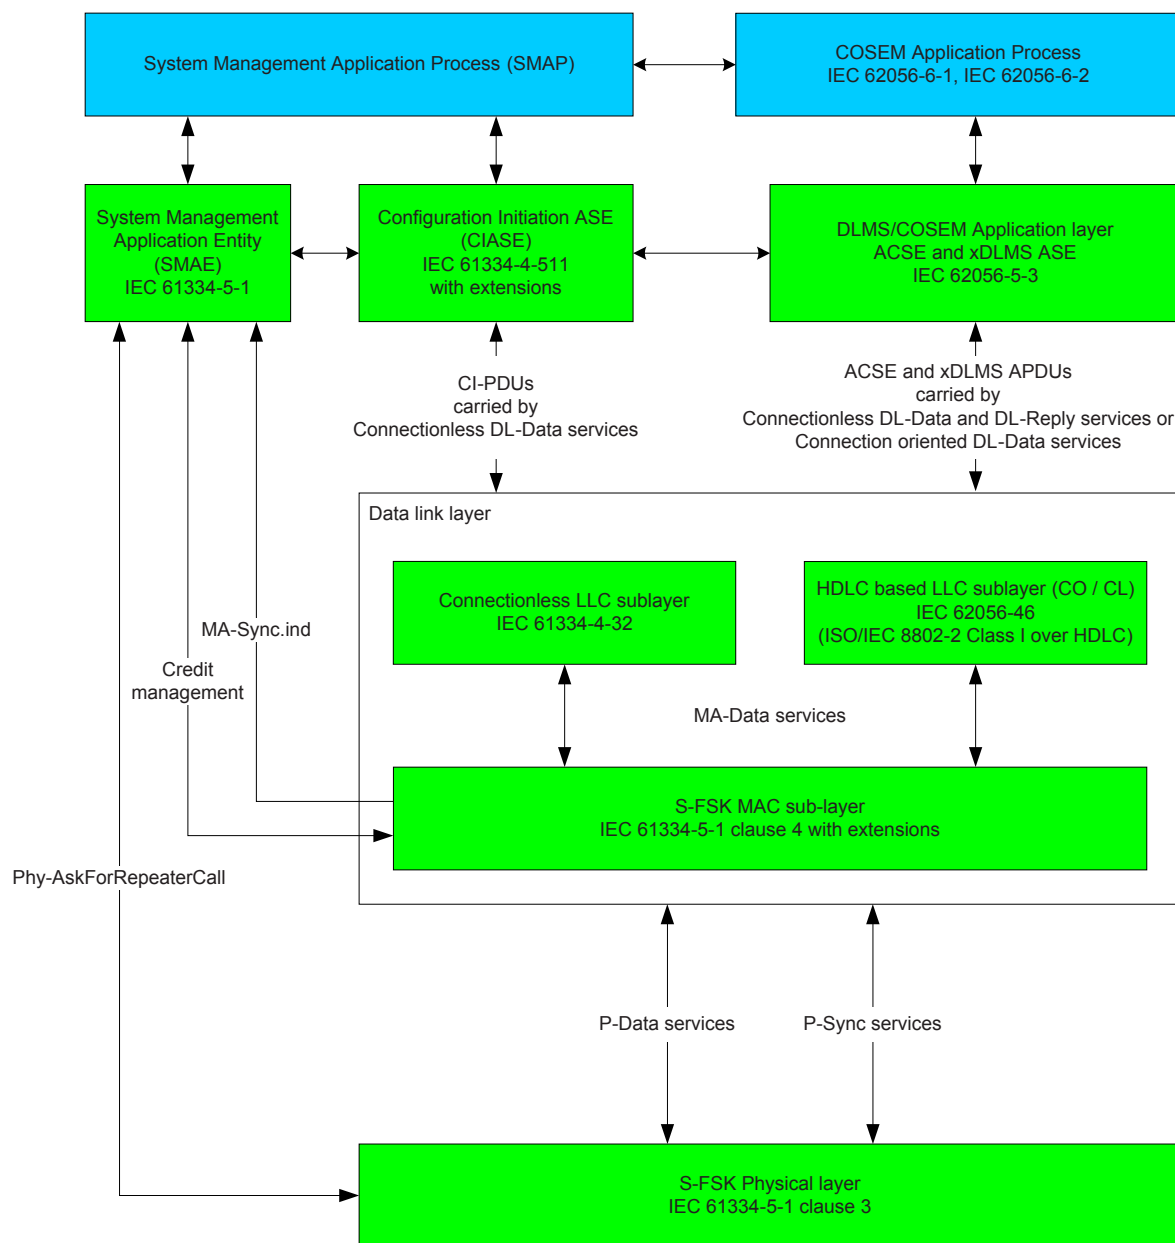 System Management Application Process (SMAP)
COSEM Application Process
IEC 62056-6-1, IEC 62056-6-2
System Management
Application Entity
(SMAE)
IEC 61334-5-1
Configuration Initiation ASE
(CIASE)
IEC 61334-4-511
with extensions
DLMS/COSEM Application layer
ACSE and xDLMS ASE
IEC 62056-5-3
CI-PDUs
carried by
Connectionless DL-Data services
ACSE and xDLMS APDUs
carried by
Connectionless DL-Data and DL-Reply services or
Connection oriented DL-Data services
Data link layer
Connectionless LLC sublayer
IEC 61334-4-32
HDLC based LLC sublayer (CO / CL)
IEC 62056-46
(ISO/IEC 8802-2 Class I over HDLC)
MA-Sync.ind
Credit
management
MA-Data services
S-FSK MAC sub-layer
IEC 61334-5-1 clause 4 with extensions
Phy-AskForRepeaterCall
P-Data services
P-Sync services
S-FSK Physical layer
IEC 61334-5-1 clause 3